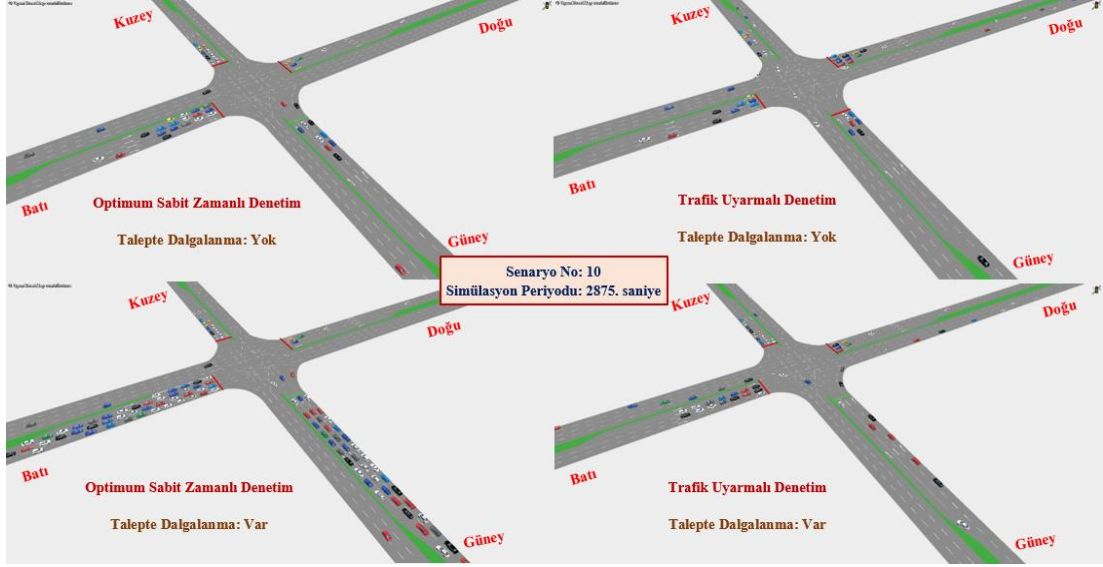 Kuzey
Doğu
Batı
Güney
Optimum Sabit Zamanlı Denetim
Talepte Dalgalanma: Yok
Kuzey
Doğu
Batı
Güney
Trafik Uyarmalı Denetim
Talepte Dalgalanma: Yok
Senaryo No: 10
Simülasyon Periyodu: 2875. saniye
Kuzey
Doğu
Batı
Güney
Optimum Sabit Zamanlı Denetim
Talepte Dalgalanma: Var
Kuzey
Doğu
Batı
Güney
Trafik Uyarmalı Denetim
Talepte Dalgalanma: Var